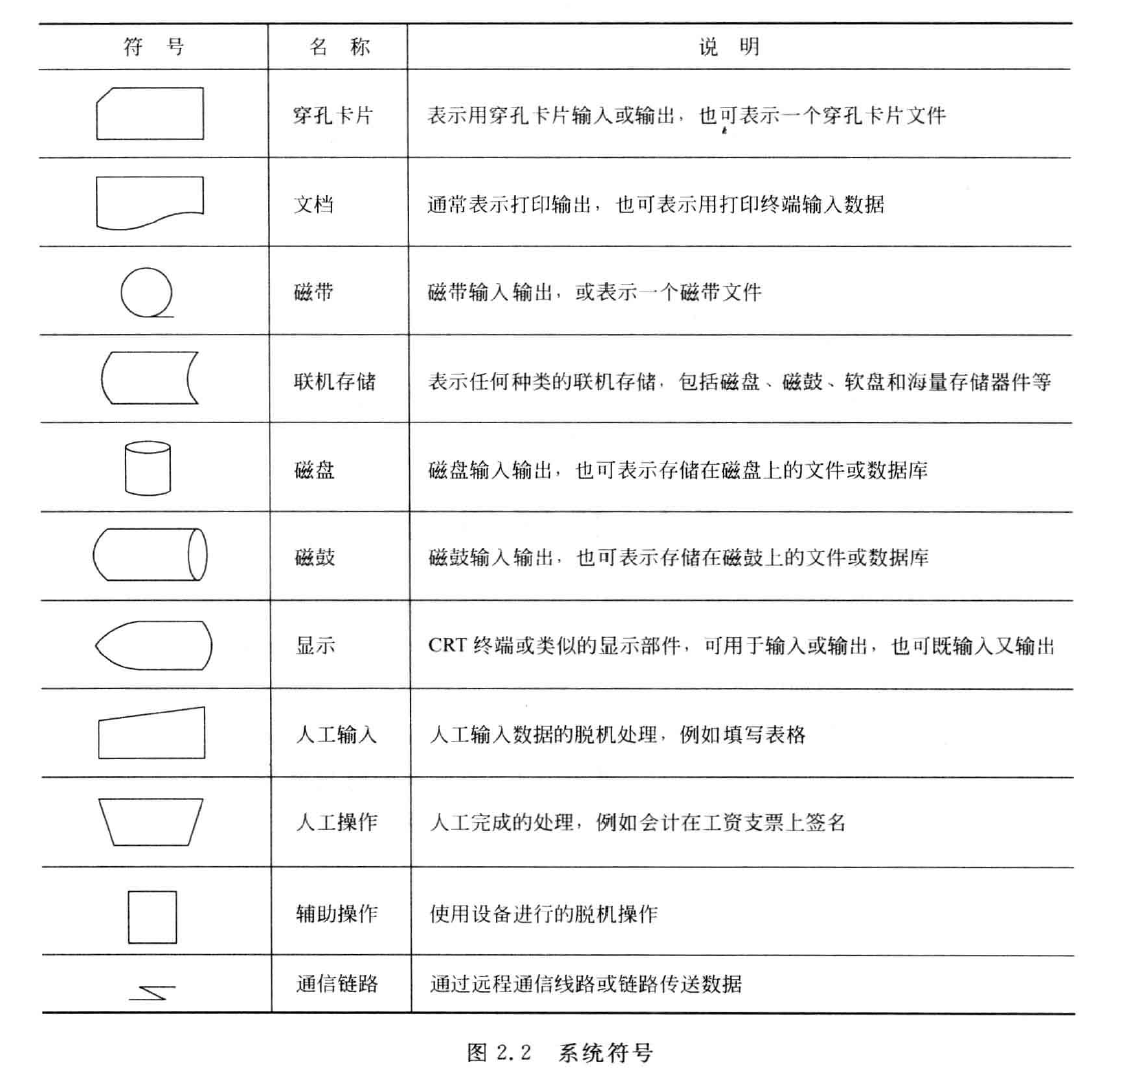 符 号 名 称 说 明
穿孔卡片 表示用穿孔卡片输入或输出，也可表示一个穿孔卡片文件
文档 通常表示打印输出，也可表示用打印终端输入数据
磁带 磁带输入输出，或表示一个磁带文件
联机存储 表示任何种类的联机存储，包括磁盘、磁鼓、软盘和海量存储器件等
磁盘 磁盘输入输出，也可表示存储在磁盘上的文件或数据库
磁鼓 磁鼓输入输出，也可表示存储在磁鼓上的文件或数据库
显示 CRT 终端或类似的显示部件，可用于输入或输出，也可既输入又输出
人工输入 人工输入数据的脱机处理，例如填写表格
人工操作 人工完成的处理，例如会计在工资支票上签名
辅助操作 使用设备进行的脱机操作
通信链路 通过远程通信线路或链路传送数据
图 2.2 系统符号